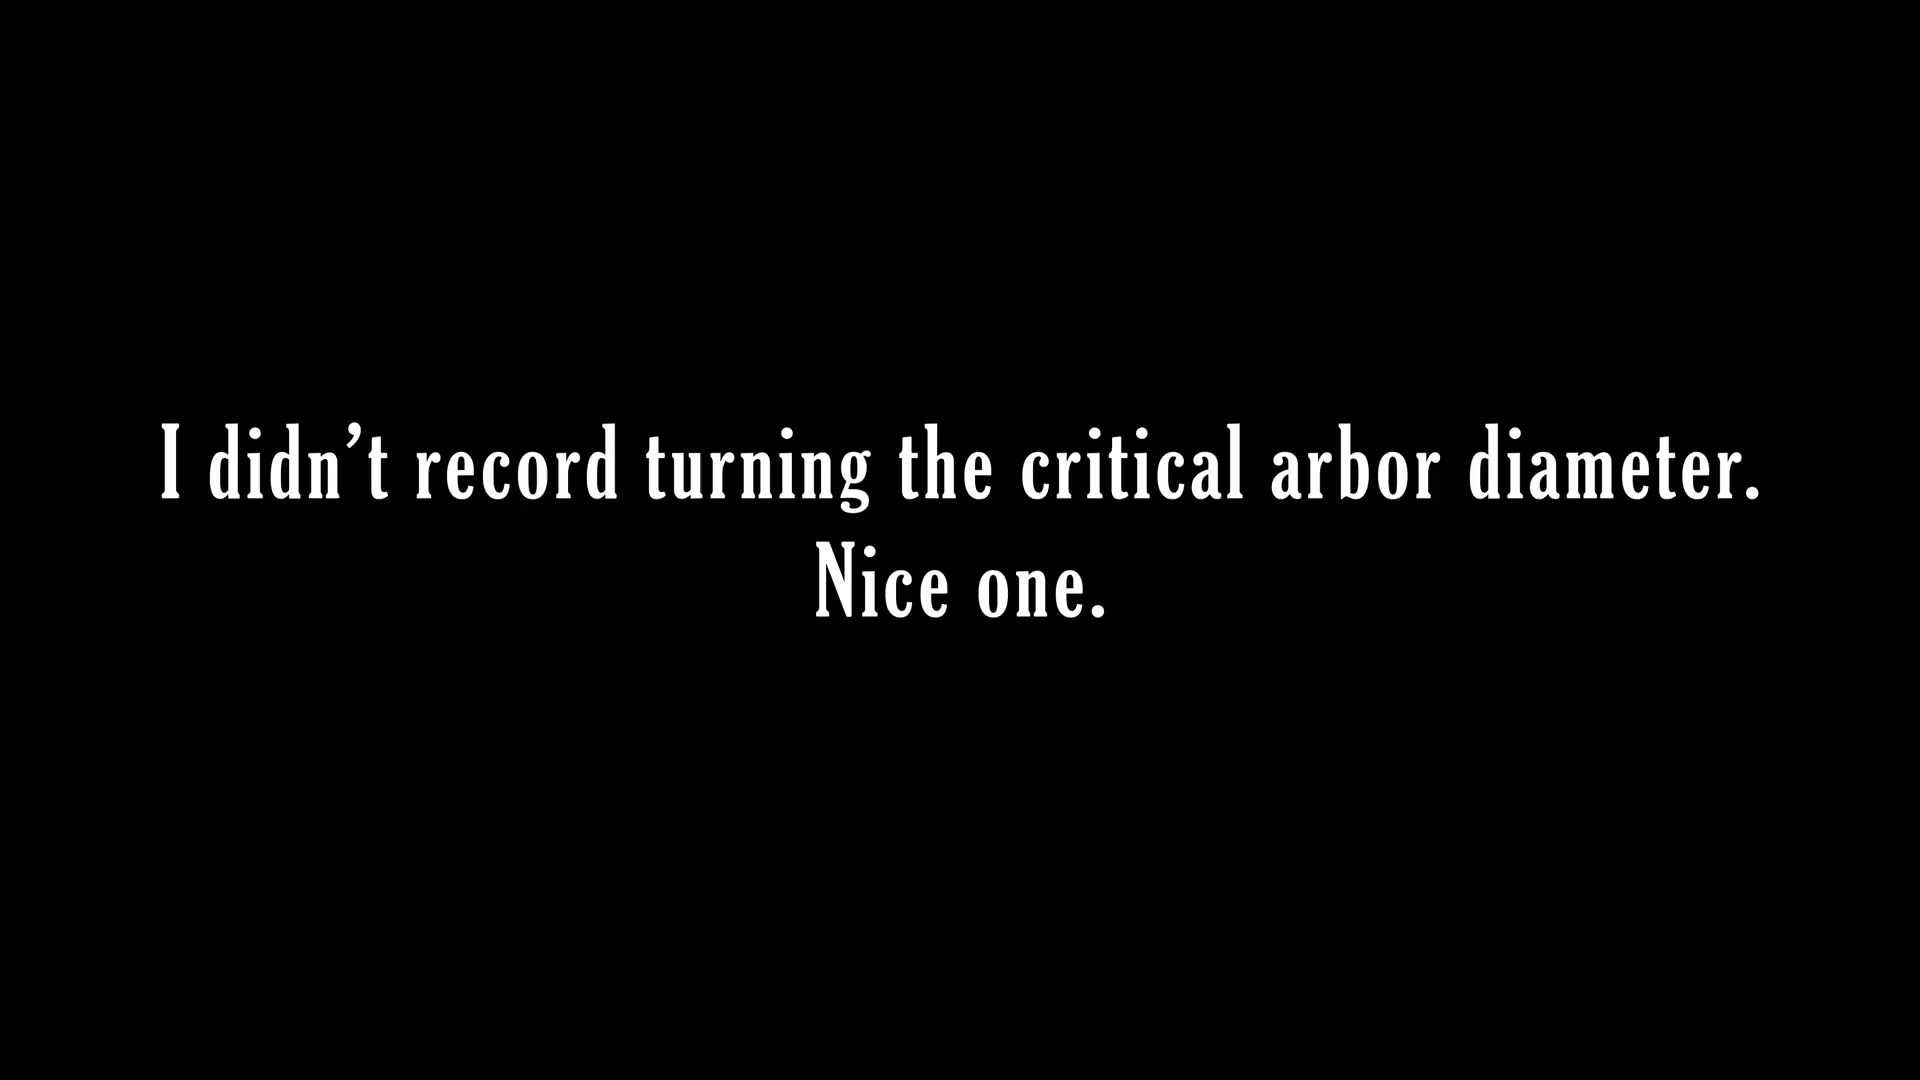 I didn’t record turning the critical arbor diameter.
Nice one.